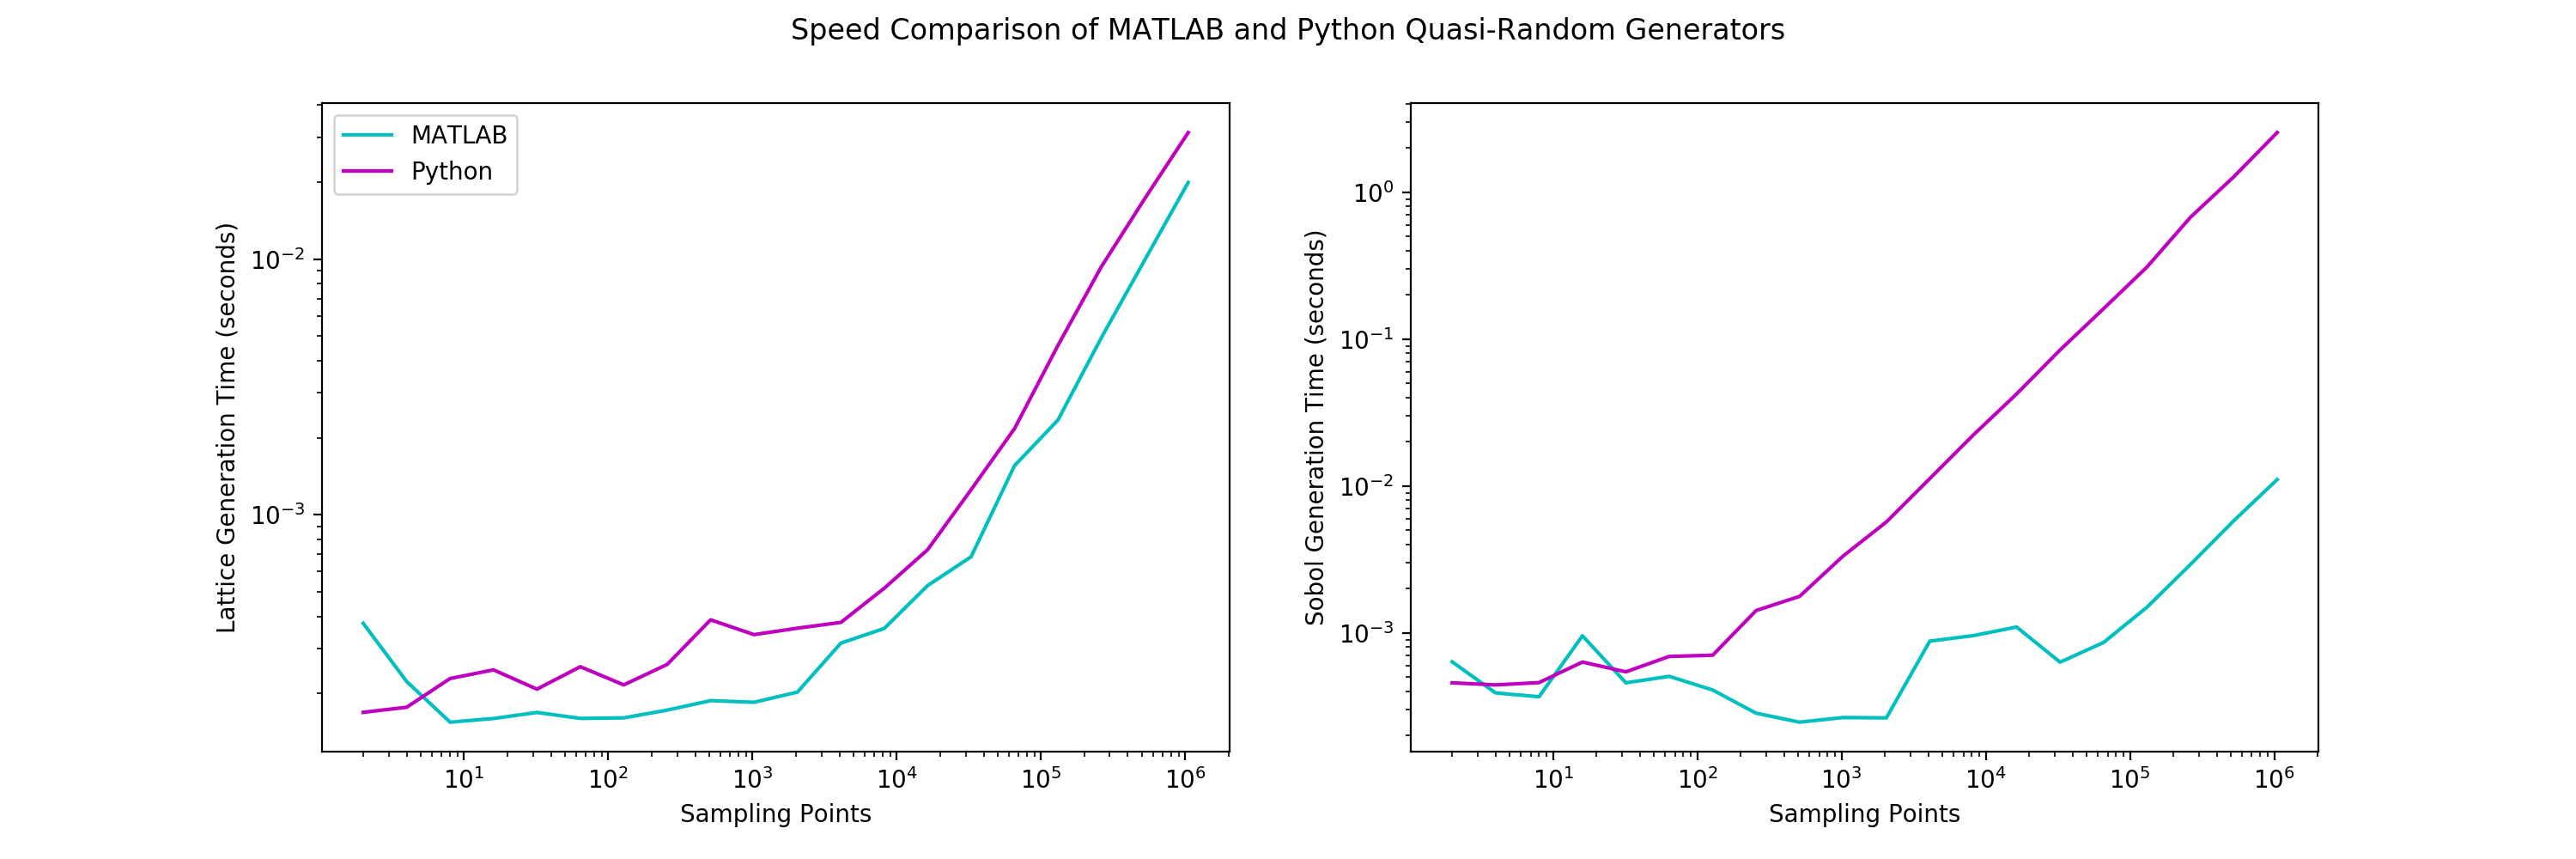 Speed Comparison of MATLAB and Python Quasi-Random Generators
MATLAB
Python
Lattice Generation Time (seconds)
10⁻²
10⁻³
10¹ 10² 10³ 10⁴ 10⁵ 10⁶
Sampling Points
Sobol Generation Time (seconds)
10⁰
10⁻¹
10⁻²
10⁻³
10¹ 10² 10³ 10⁴ 10⁵ 10⁶
Sampling Points